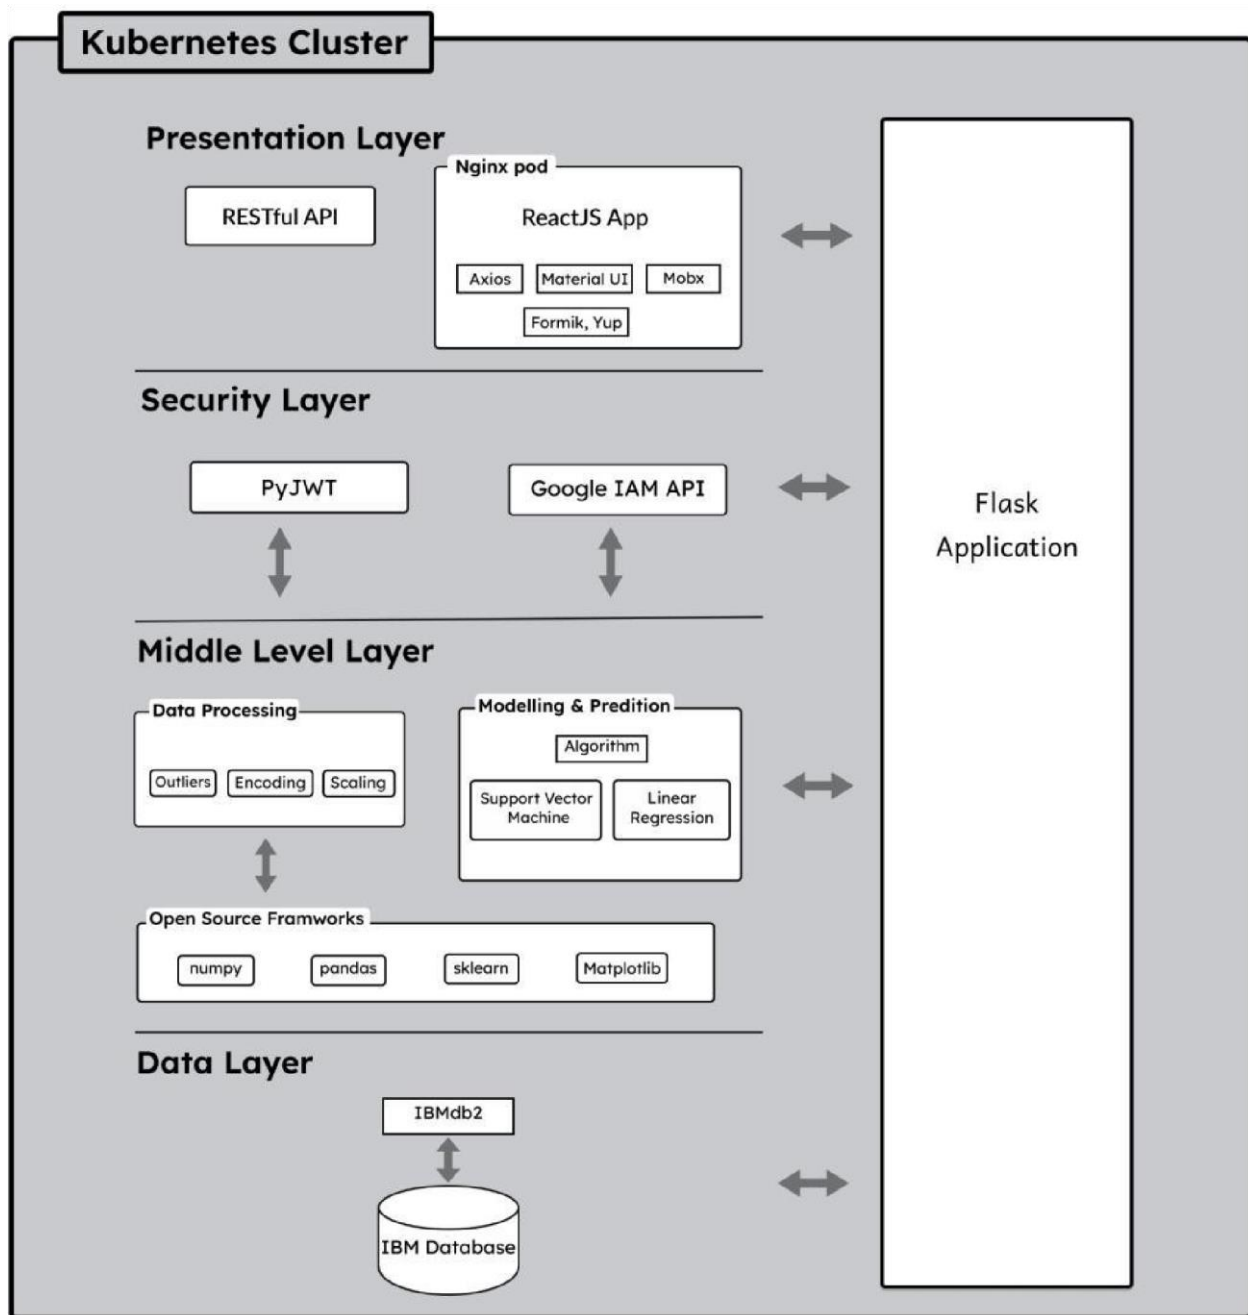 Kubernetes Cluster
Presentation Layer
RESTful API
Nginx pod
ReactJS App
Axios
Material UI
Mobx
Formik, Yup
Security Layer
PyJWT
Google IAM API
Middle Level Layer
Data Processing
Outliers
Encoding
Scaling
Modelling & Predition
Algorithm
Support Vector
Machine
Linear
Regression
Open Source Framworks
numpy
pandas
sklearn
Matplotlib
Data Layer
IBMdb2
IBM Database
Flask
Application